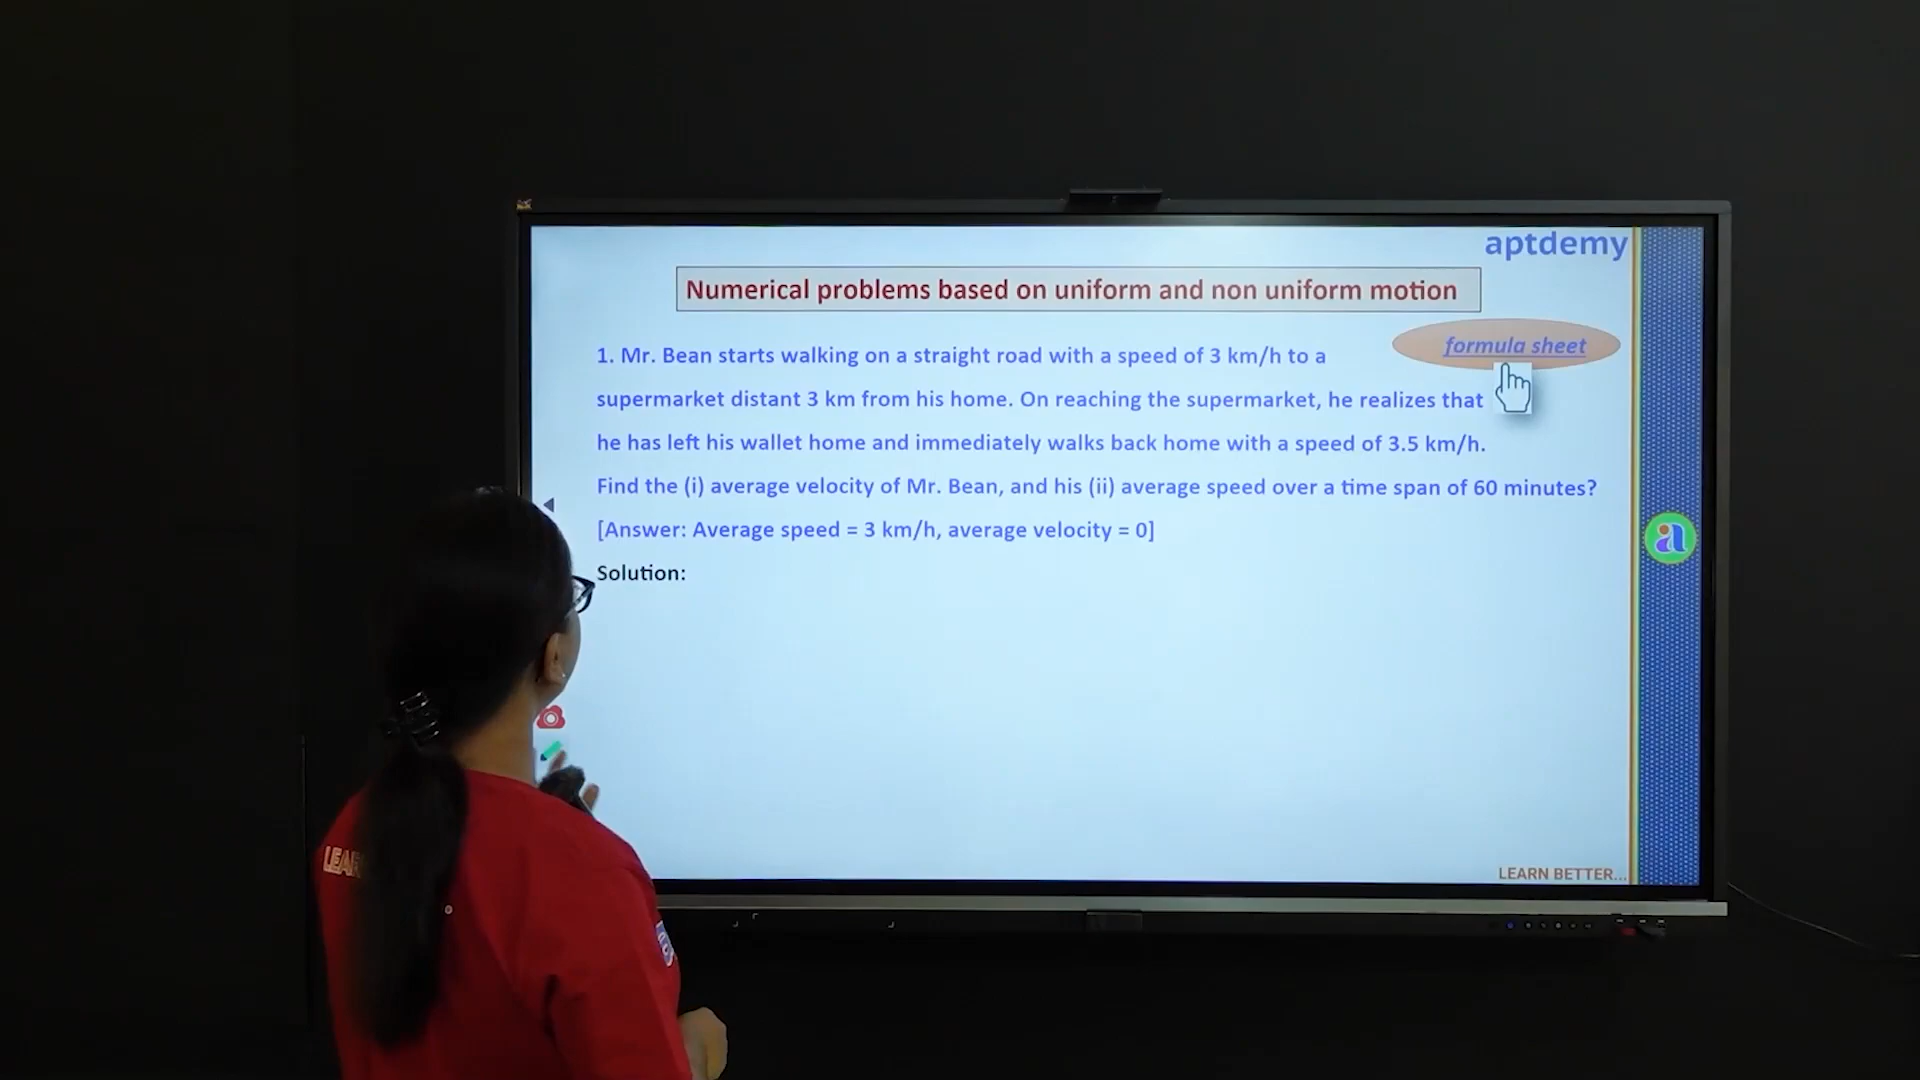 aptdemy
Numerical problems based on uniform and non uniform motion
formula sheet
1. Mr. Bean starts walking on a straight road with a speed of 3 km/h to a
supermarket distant 3 km from his home. On reaching the supermarket, he realizes that
he has left his wallet home and immediately walks back home with a speed of 3.5 km/h.
Find the (i) average velocity of Mr. Bean, and his (ii) average speed over a time span of 60 minutes?
[Answer: Average speed = 3 km/h, average velocity = 0]
Solution:
a
LEARN BETTER...